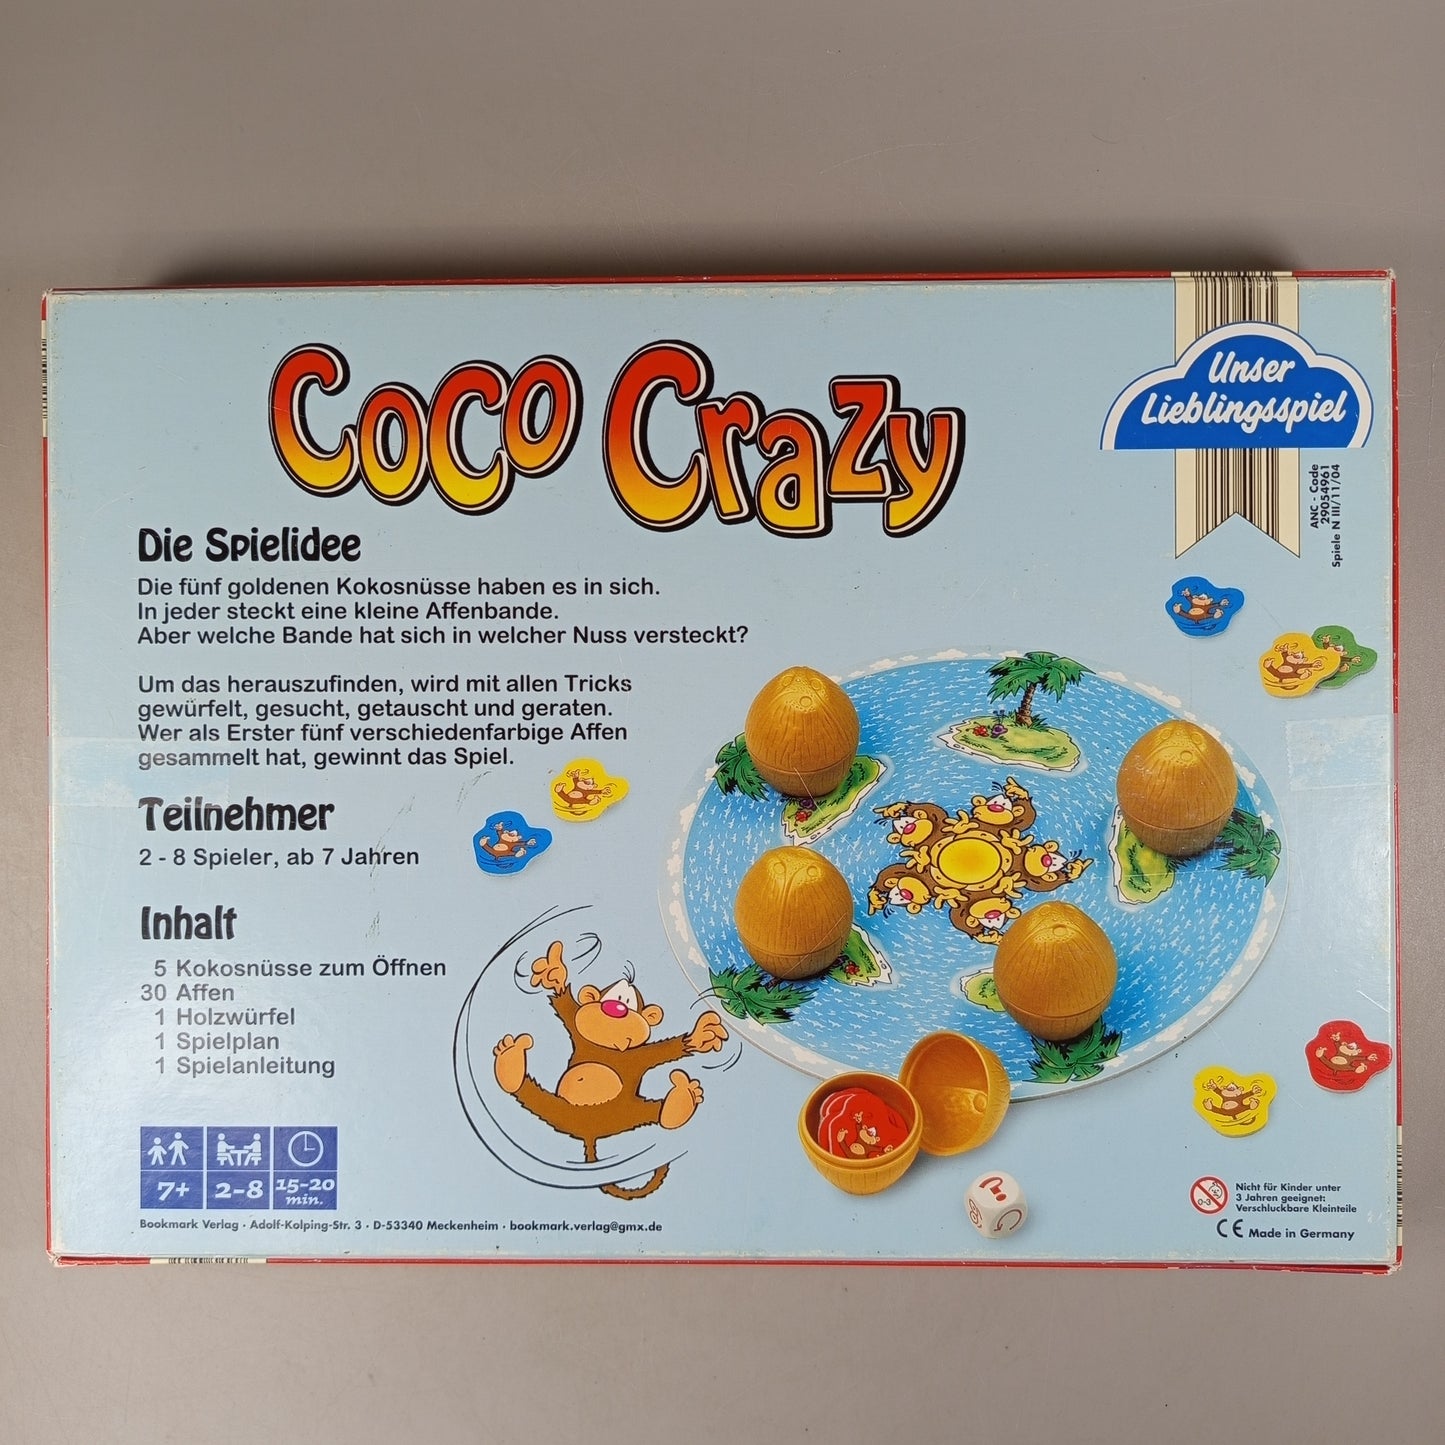 Coco Crazy
Unser
Lieblingsspiel
ANC - Code
29054961
Spiele N III/11/04
Die Spielidee
Die fünf goldenen Kokosnüsse haben es in sich.
In jeder steckt eine kleine Affenbande.
Aber welche Bande hat sich in welcher Nuss versteckt?
Um das herauszufinden, wird mit allen Tricks
gewürfelt, gesucht, getauscht und geraten.
Wer als Erster fünf verschiedenfarbige Affen
gesammelt hat, gewinnt das Spiel.
Teilnehmer
2 - 8 Spieler, ab 7 Jahren
Inhalt
5 Kokosnüsse zum Öffnen
30 Affen
1 Holzwürfel
1 Spielplan
1 Spielanleitung
7+
2-8
15-20
min.
Bookmark Verlag · Adolf-Kolping-Str. 3 · D-53340 Meckenheim · bookmark.verlag@gmx.de
0-3
Nicht für Kinder unter
3 Jahren geeignet:
Verschluckbare Kleinteile
CE Made in Germany